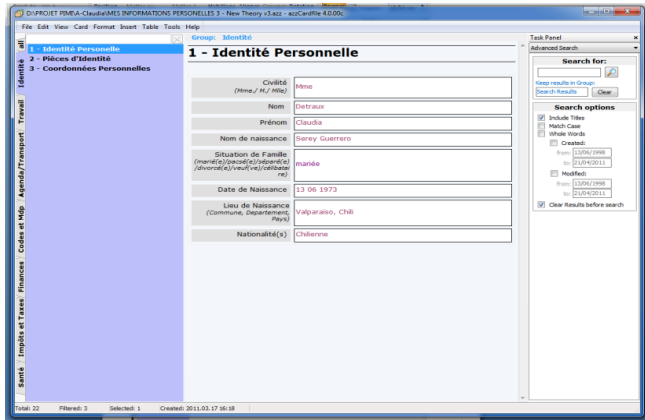 D:\PROJET PIME\A-Claudia\MES INFORMATIONS PERSONELLES 3 - New Theory v3.azz - azzCardfile 4.0.00c
File Edit View Card Format Insert Table Tools Help
all
Identité
Travail
Agenda/Transport
Codes et Mdp
Finances
Impôts et Taxes
Santé
1 - Identité Personelle
2 - Pièces d'Identité
3 - Coordonnées Personnelles
Group: Identité
1 - Identité Personnelle
Civilité
(Mme./ M./ Mlle)
Mme
Nom
Detraux
Prénom
Claudia
Nom de naissance
Serey Guerrero
Situation de Famille
(marié(e)/pacsé(e)/séparé(e)
/divorcé(e)/veuf(ve)/célibatai
re)
mariée
Date de Naissance
13 06 1973
Lieu de Naissance
(Commune, Departement,
Pays)
Valparaiso, Chili
Nationalité(s)
Chilienne
Task Panel
Advanced Search
Search for:
Keep results in Group:
Search Results
Clear
Search options
Include Titles
Match Case
Whole Words
Created:
from: 13/06/1998
to: 21/04/2011
Modified:
from: 13/06/1998
to: 21/04/2011
Clear Results before search
Total: 22 Filtered: 3 Selected: 1 Created: 2011.03.17 16:18